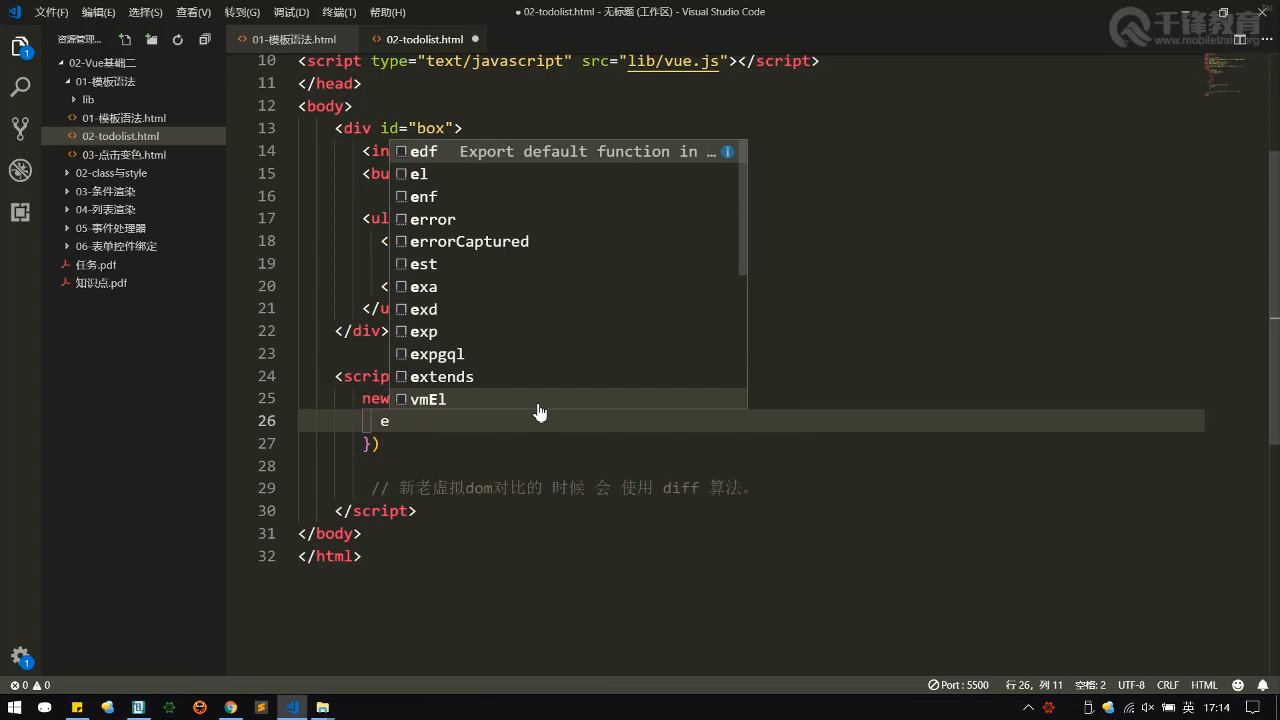 文件(F) 编辑(E) 选择(S) 查看(V) 转到(G) 调试(D) 终端(T) 帮助(H) ● 02-todolist.html - 无标题 (工作区) - Visual Studio Code
千锋教育
www.mobiletrain.org
资源管理...
<> 01-模板语法.html
<> 02-todolist.html ●
02-Vue基础二
01-模板语法
lib
<> 01-模板语法.html
<> 02-todolist.html
<> 03-点击变色.html
02-class与style
03-条件渲染
04-列表渲染
05-事件处理器
06-表单控件绑定
任务.pdf
知识点.pdf
1
1
10 <script type="text/javascript" src="lib/vue.js"></script>
11 </head>
12 <body>
13 <div id="box">
14 <in
15 <bu
16
17 <ul
18 <
19
20 <
21 </u
22 </div>
23
24 <scrip
25 new
26 e
27 })
28
29 // 新老虚拟dom对比的 时候 会 使用 diff 算法。
30 </script>
31 </body>
32 </html>
edf Export default function in …
el
enf
error
errorCaptured
est
exa
exd
exp
expgql
extends
vmEl
0 0 Port : 5500 行 26, 列 11 空格: 2 UTF-8 CRLF HTML
英 17:14